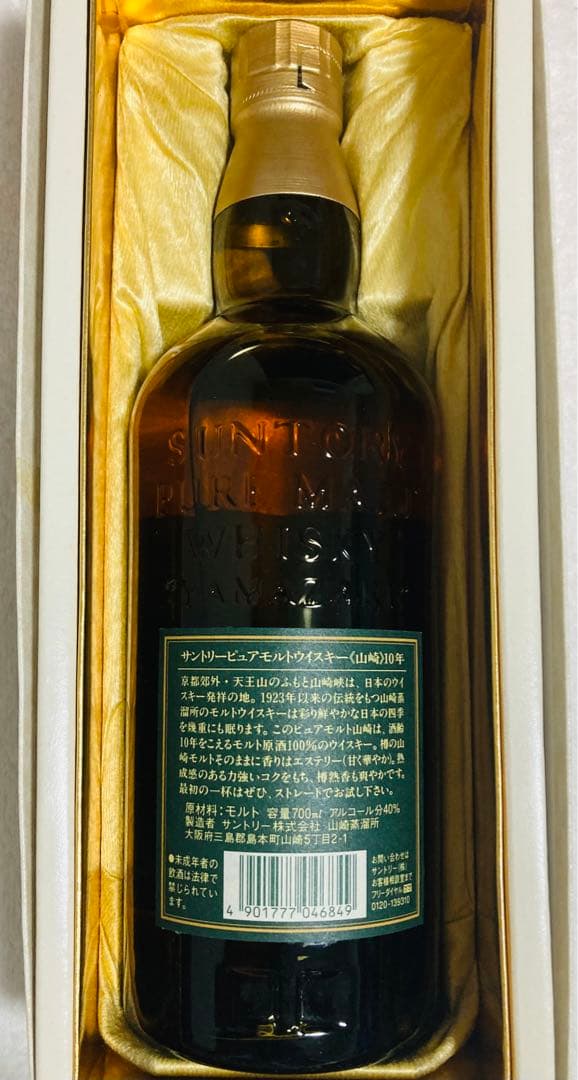 SUNTORY
PURE MALT
WHISKY
YAMAZAKI
サントリーピュアモルトウイスキー《山崎》10年
京都郊外・天王山のふもと山崎峡は、日本のウイ
スキー発祥の地。1923年以来の伝統をもつ山崎蒸
溜所のモルトウイスキーは彩り鮮やかな日本の四季
を幾重にも眠ります。このピュアモルト山崎は、酒齢
10年をこえるモルト原酒100%のウイスキー。樽の山
崎モルトそのままに香りはエステリー(甘く華やか)。熟
成感のある力強いコクをもち、樽熟香も爽やかです。
最初の一杯はぜひ、ストレートでお試し下さい。
原材料:モルト 容量700ml アルコール分40%
製造者 サントリー株式会社 山崎蒸溜所
大阪府三島郡島本町山崎5丁目2-1
●未成年者の
飲酒は法律で
禁じられてい
ます。
4 901777 046849
お問い合わせは
サントリー(株)
お客様相談室まで
フリーダイヤル
0120-139310